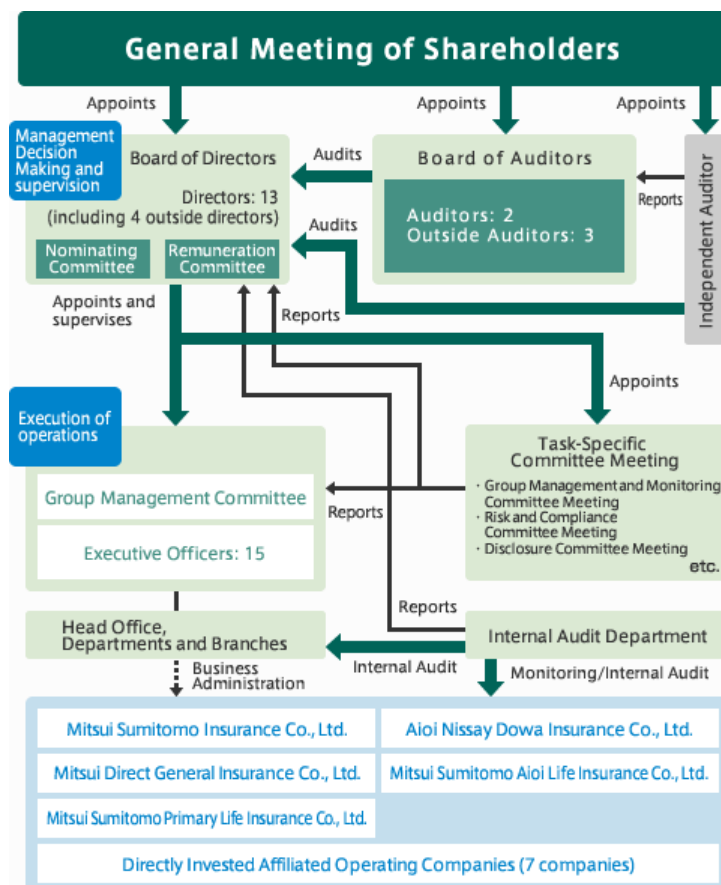 General Meeting of Shareholders
Appoints
Appoints
Appoints
Management
Decision
Making and
supervision
Board of Directors
Directors: 13
(including 4 outside directors)
Nominating
Committee
Remuneration
Committee
Audits
Audits
Board of Auditors
Auditors: 2
Outside Auditors: 3
Reports
Independent Auditor
Appoints and
supervises
Reports
Appoints
Execution of
operations
Group Management Committee
Executive Officers: 15
Reports
Task-Specific
Committee Meeting
· Group Management and Monitoring
Committee Meeting
· Risk and Compliance
Committee Meeting
· Disclosure Committee Meeting
etc.
Head Office,
Departments and Branches
Reports
Internal Audit Department
Business
Administration
Internal Audit
Monitoring/Internal Audit
Mitsui Sumitomo Insurance Co., Ltd.
Aioi Nissay Dowa Insurance Co., Ltd.
Mitsui Direct General Insurance Co., Ltd.
Mitsui Sumitomo Aioi Life Insurance Co., Ltd.
Mitsui Sumitomo Primary Life Insurance Co., Ltd.
Directly Invested Affiliated Operating Companies (7 companies)